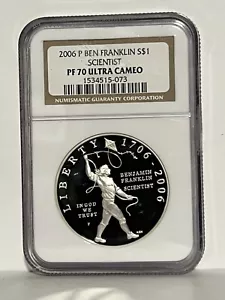 2006 P BEN FRANKLIN S$1
SCIENTIST
PF 70 ULTRA CAMEO
1534515-073
NUMISMATIC GUARANTY CORPORATION
LIBERTY 1706-2006
BENJAMIN
FRANKLIN
SCIENTIST
IN GOD
WE
TRUST
P